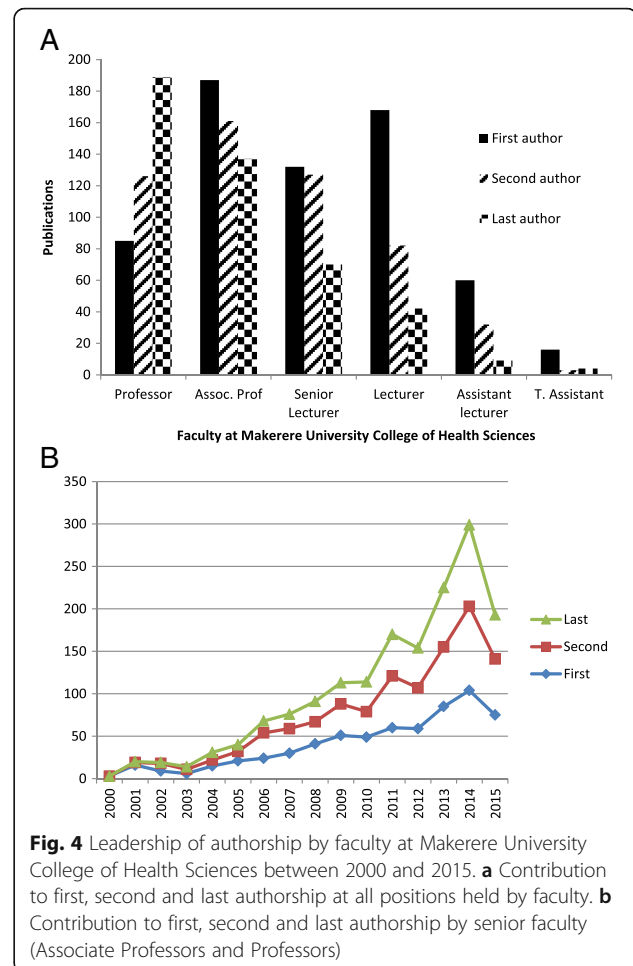 A
200
180
160
140
120
100
80
60
40
20
0
Publications
First author
Second author
Last author
Professor
Assoc. Prof
Senior
Lecturer
Lecturer
Assistant
lecturer
T. Assistant
Faculty at Makerere University College of Health Sciences
B
350
300
250
200
150
100
50
0
Last
Second
First
2000
2001
2002
2003
2004
2005
2006
2007
2008
2009
2010
2011
2012
2013
2014
2015
Fig. 4 Leadership of authorship by faculty at Makerere University
College of Health Sciences between 2000 and 2015. a Contribution
to first, second and last authorship at all positions held by faculty. b
Contribution to first, second and last authorship by senior faculty
(Associate Professors and Professors)